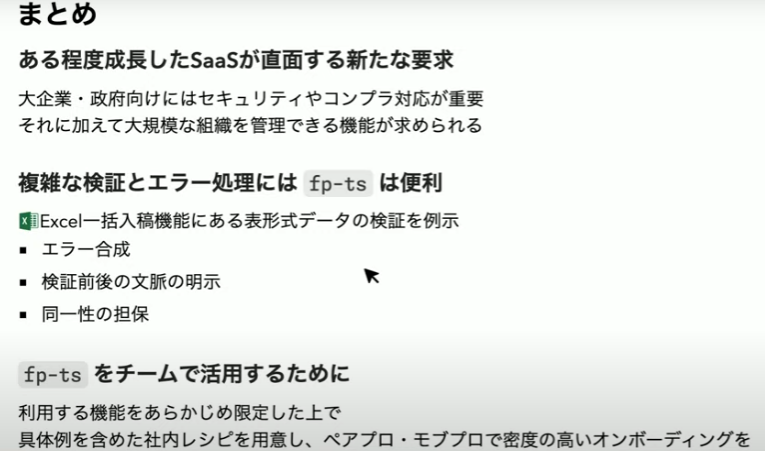 まとめ
ある程度成長したSaaSが直面する新たな要求
大企業・政府向けにはセキュリティやコンプラ対応が重要
それに加えて大規模な組織を管理できる機能が求められる
複雑な検証とエラー処理には fp-ts は便利
Excel一括入稿機能にある表形式データの検証を例示
▪ エラー合成
▪ 検証前後の文脈の明示
▪ 同一性の担保
fp-ts をチームで活用するために
利用する機能をあらかじめ限定した上で
具体例を含めた社内レシピを用意し、ペアプロ・モブプロで密度の高いオンボーディングを